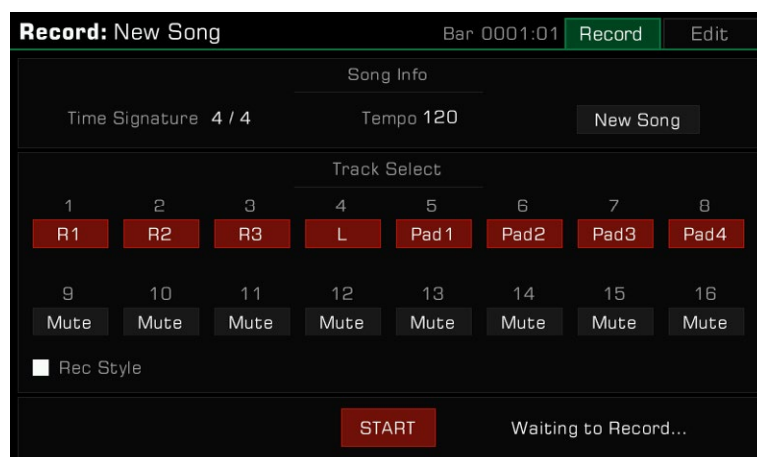 Record: New Song Bar 0001:01 Record Edit
Song Info
Time Signature 4 / 4 Tempo 120 New Song
Track Select
1 2 3 4 5 6 7 8
R1 R2 R3 L Pad1 Pad2 Pad3 Pad4
9 10 11 12 13 14 15 16
Mute Mute Mute Mute Mute Mute Mute Mute
Rec Style
START Waiting to Record...